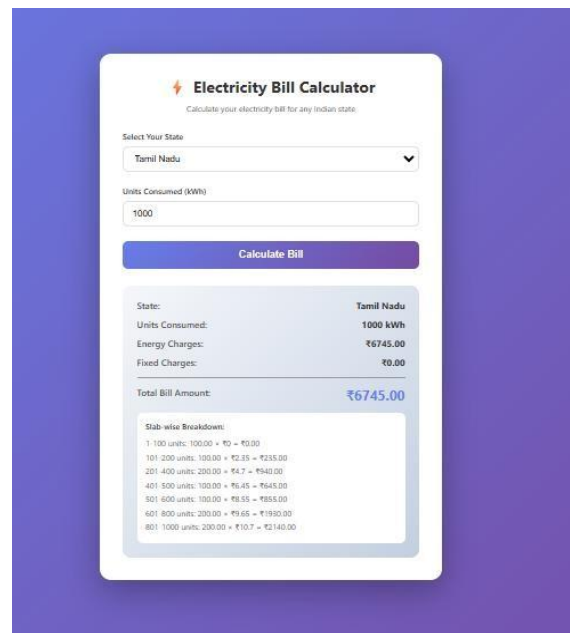 Electricity Bill Calculator
Calculate your electricity bill for any Indian state
Select Your State
Tamil Nadu
Units Consumed (kWh)
1000
Calculate Bill
State: Tamil Nadu
Units Consumed: 1000 kWh
Energy Charges: ₹6745.00
Fixed Charges: ₹0.00
Total Bill Amount: ₹6745.00
Slab-wise Breakdown:
1-100 units: 100.00 × ₹0 = ₹0.00
101-200 units: 100.00 × ₹2.35 = ₹235.00
201-400 units: 200.00 × ₹4.7 = ₹940.00
401-500 units: 100.00 × ₹6.45 = ₹645.00
501-600 units: 100.00 × ₹8.55 = ₹855.00
601-800 units: 200.00 × ₹9.65 = ₹1930.00
801-1000 units: 200.00 × ₹10.7 = ₹2140.00